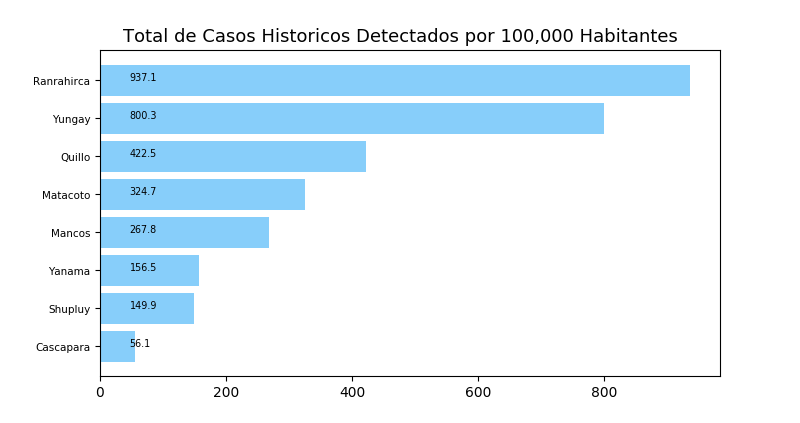 Total de Casos Historicos Detectados por 100,000 Habitantes
Ranrahirca 937.1
Yungay 800.3
Quillo 422.5
Matacoto 324.7
Mancos 267.8
Yanama 156.5
Shupluy 149.9
Cascapara 56.1
0 200 400 600 800